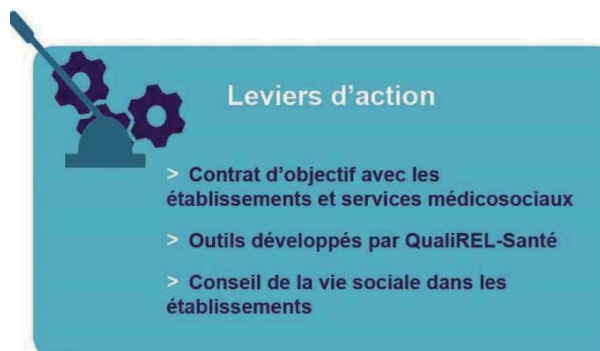 Leviers d’action
> Contrat d’objectif avec les
établissements et services médicosociaux
> Outils développés par QualiREL-Santé
> Conseil de la vie sociale dans les
établissements